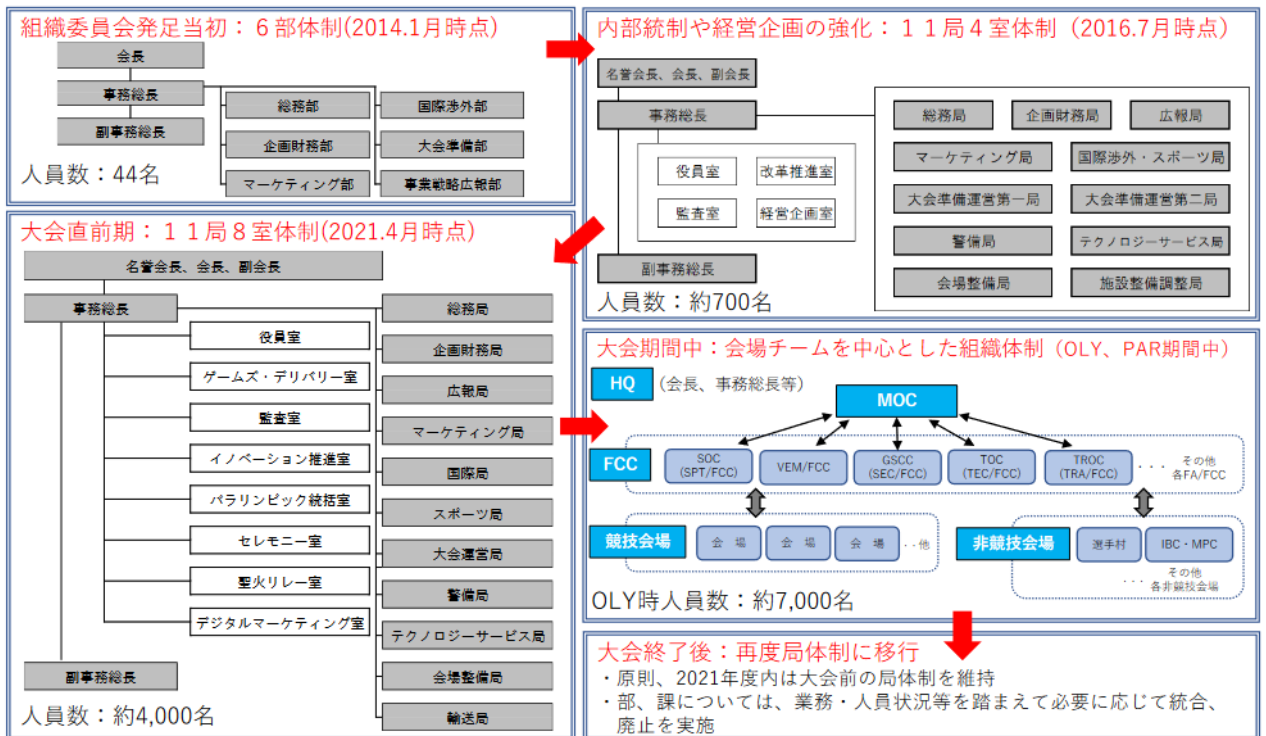 組織委員会発足当初：６部体制(2014.1月時点)
会長
事務総長
副事務総長
総務部
国際渉外部
企画財務部
大会準備部
マーケティング部
事業戦略広報部
人員数：44名
内部統制や経営企画の強化：１１局４室体制（2016.7月時点）
名誉会長、会長、副会長
事務総長
役員室
改革推進室
監査室
経営企画室
副事務総長
総務局
企画財務局
広報局
マーケティング局
国際渉外・スポーツ局
大会準備運営第一局
大会準備運営第二局
警備局
テクノロジーサービス局
会場整備局
施設整備調整局
人員数：約700名
大会直前期：１１局８室体制(2021.4月時点)
名誉会長、会長、副会長
事務総長
役員室
ゲームズ・デリバリー室
監査室
イノベーション推進室
パラリンピック統括室
セレモニー室
聖火リレー室
デジタルマーケティング室
副事務総長
総務局
企画財務局
広報局
マーケティング局
国際局
スポーツ局
大会運営局
警備局
テクノロジーサービス局
会場整備局
輸送局
人員数：約4,000名
大会期間中：会場チームを中心とした組織体制（OLY、PAR期間中）
HQ
（会長、事務総長等）
MOC
FCC
SOC
(SPT/FCC)
VEM/FCC
GSCC
(SEC/FCC)
TOC
(TEC/FCC)
TROC
(TRA/FCC)
・・・
その他
各FA/FCC
競技会場
会　場
会　場
会　場
・・他
非競技会場
選手村
IBC・MPC
・・・
その他
各非競技会場
OLY時人員数：約7,000名
大会終了後：再度局体制に移行
・原則、2021年度内は大会前の局体制を維持
・部、課については、業務・人員状況等を踏まえて必要に応じて統合、
廃止を実施